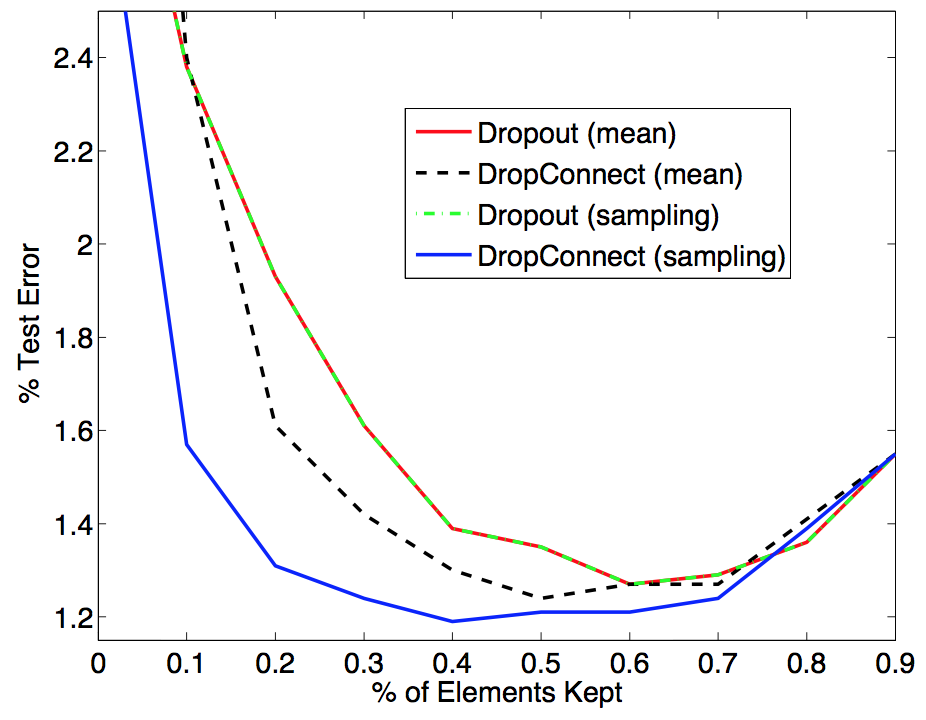 2.4
2.2
2
1.8
1.6
1.4
1.2
% Test Error
Dropout (mean)
DropConnect (mean)
Dropout (sampling)
DropConnect (sampling)
0 0.1 0.2 0.3 0.4 0.5 0.6 0.7 0.8 0.9
% of Elements Kept